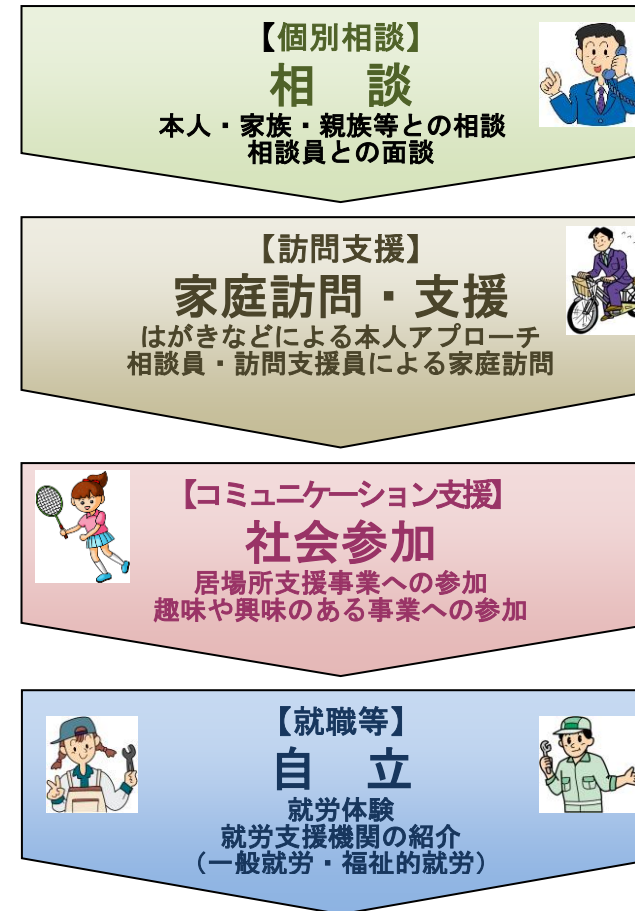 【個別相談】
相　談
本人・家族・親族等との相談
相談員との面談
【訪問支援】
家庭訪問・支援
はがきなどによる本人アプローチ
相談員・訪問支援員による家庭訪問
【コミュニケーション支援】
社会参加
居場所支援事業への参加
趣味や興味のある事業への参加
【就職等】
自　立
就労体験
就労支援機関の紹介
（一般就労・福祉的就労）